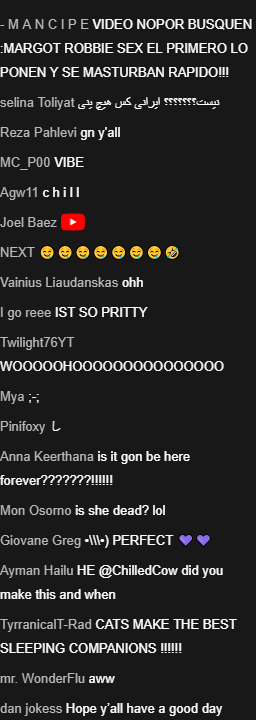 - M A N C I P E VIDEO NOPOR BUSQUEN
:MARGOT ROBBIE SEX EL PRIMERO LO
PONEN Y SE MASTURBAN RAPIDO!!!
selina Toliyat نیست؟؟؟؟؟؟؟ ایرانی کس هیچ ینی
Reza Pahlevi gn y'all
MC_P00 VIBE
Agw11 c h i l l
Joel Baez
NEXT 😊😊😊😊😊😊😊🤣
Vainius Liaudanskas ohh
I go reee IST SO PRITTY
Twilight76YT
WOOOOOHOOOOOOOOOOOOOOO
Mya ;-;
Pinifoxy し
Anna Keerthana is it gon be here
forever???????!!!!!!
Mon Osorno is she dead? lol
Giovane Greg •\\\•) PERFECT 💜💜
Ayman Hailu HE @ChilledCow did you
make this and when
TyrranicalT-Rad CATS MAKE THE BEST
SLEEPING COMPANIONS !!!!!!
mr. WonderFlu aww
dan jokess Hope y'all have a good day